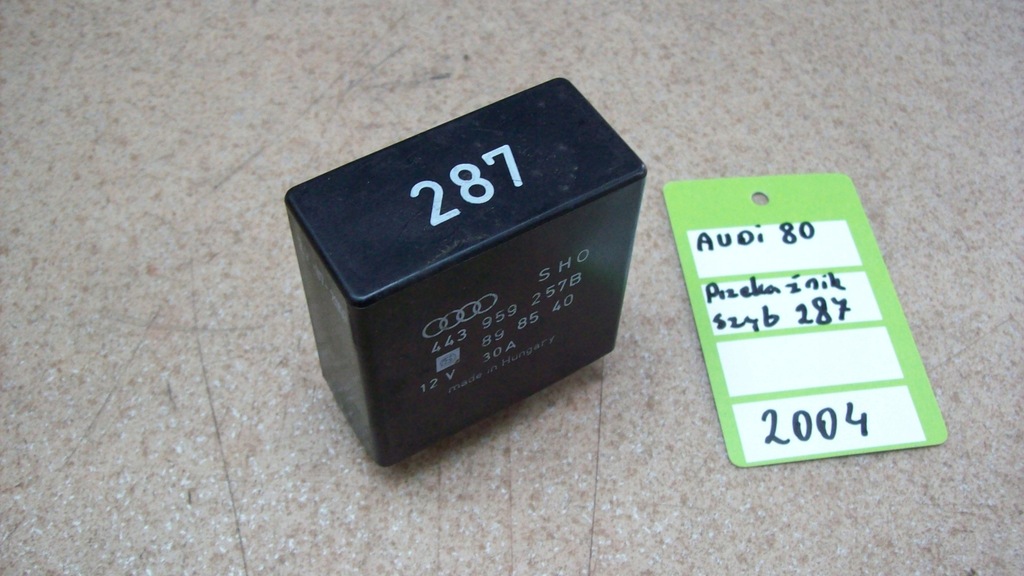 287
SHO
443 959 257B
89 85 40
12 V 30A
made in Hungary
AUDi 80
Przekaźnik
szyb 287
2004